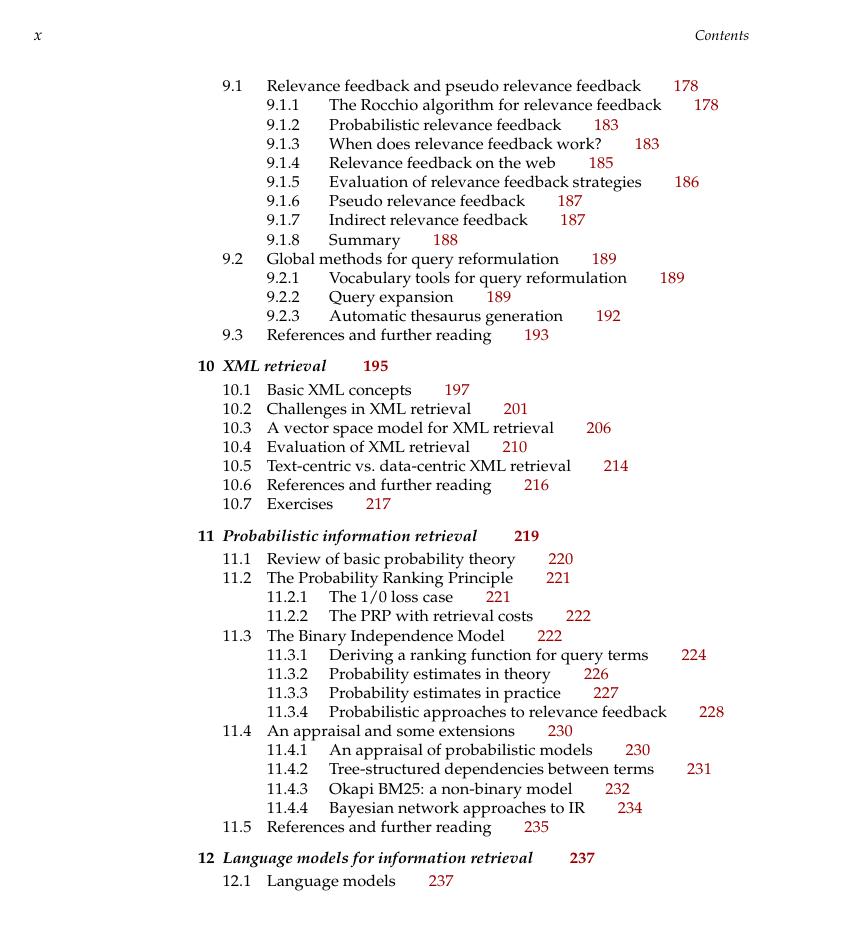 x Contents
9.1 Relevance feedback and pseudo relevance feedback 178
9.1.1 The Rocchio algorithm for relevance feedback 178
9.1.2 Probabilistic relevance feedback 183
9.1.3 When does relevance feedback work? 183
9.1.4 Relevance feedback on the web 185
9.1.5 Evaluation of relevance feedback strategies 186
9.1.6 Pseudo relevance feedback 187
9.1.7 Indirect relevance feedback 187
9.1.8 Summary 188
9.2 Global methods for query reformulation 189
9.2.1 Vocabulary tools for query reformulation 189
9.2.2 Query expansion 189
9.2.3 Automatic thesaurus generation 192
9.3 References and further reading 193
10 XML retrieval 195
10.1 Basic XML concepts 197
10.2 Challenges in XML retrieval 201
10.3 A vector space model for XML retrieval 206
10.4 Evaluation of XML retrieval 210
10.5 Text-centric vs. data-centric XML retrieval 214
10.6 References and further reading 216
10.7 Exercises 217
11 Probabilistic information retrieval 219
11.1 Review of basic probability theory 220
11.2 The Probability Ranking Principle 221
11.2.1 The 1/0 loss case 221
11.2.2 The PRP with retrieval costs 222
11.3 The Binary Independence Model 222
11.3.1 Deriving a ranking function for query terms 224
11.3.2 Probability estimates in theory 226
11.3.3 Probability estimates in practice 227
11.3.4 Probabilistic approaches to relevance feedback 228
11.4 An appraisal and some extensions 230
11.4.1 An appraisal of probabilistic models 230
11.4.2 Tree-structured dependencies between terms 231
11.4.3 Okapi BM25: a non-binary model 232
11.4.4 Bayesian network approaches to IR 234
11.5 References and further reading 235
12 Language models for information retrieval 237
12.1 Language models 237